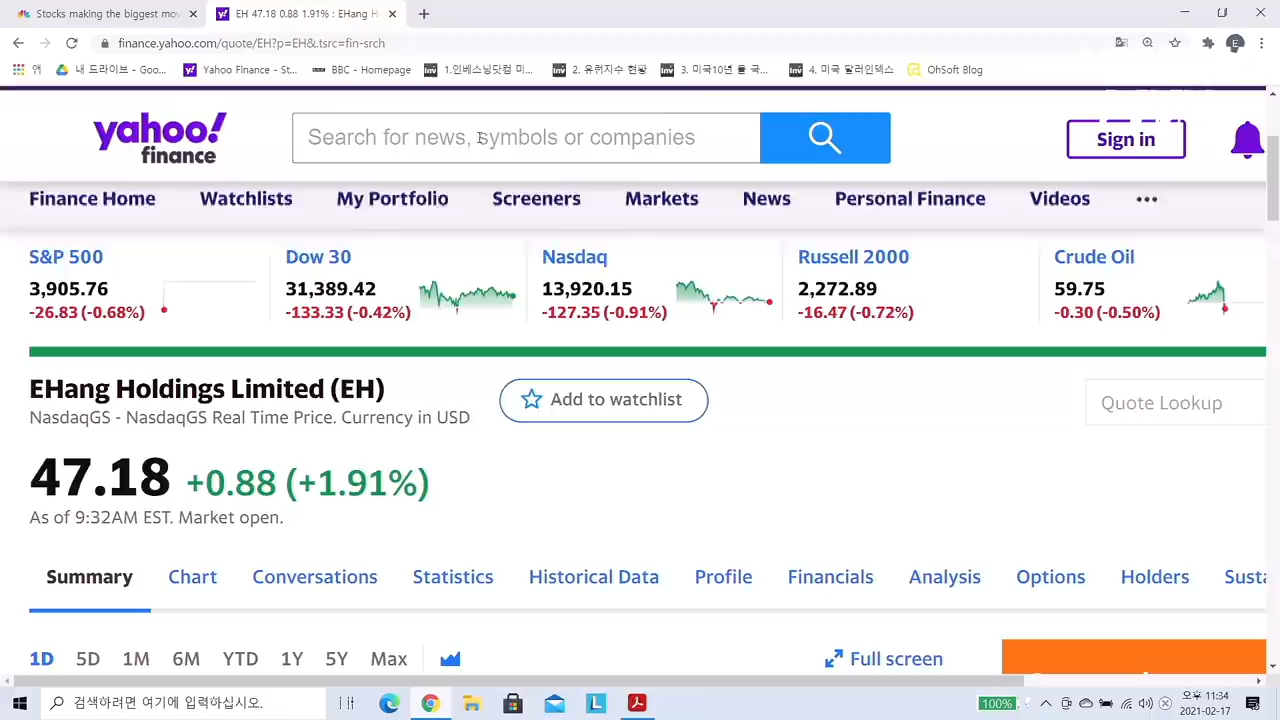 Stocks making the biggest mov
EH 47.18 0.88 1.91% : EHang H
finance.yahoo.com/quote/EH?p=EH&.tsrc=fin-srch
앱
내 드라이브 - Goo...
Yahoo Finance - St...
BBC - Homepage
1.인베스닝닷컴 미...
2. 유럽지수 현황
3. 미국10년 물 국...
4. 미국 달러인덱스
OhSoft Blog
yahoo!
finance
Search for news, symbols or companies
Sign in
Finance Home Watchlists My Portfolio Screeners Markets News Personal Finance Videos
S&P 500 Dow 30 Nasdaq Russell 2000 Crude Oil
3,905.76 31,389.42 13,920.15 2,272.89 59.75
-26.83 (-0.68%) -133.33 (-0.42%) -127.35 (-0.91%) -16.47 (-0.72%) -0.30 (-0.50%)
EHang Holdings Limited (EH)
Add to watchlist
Quote Lookup
NasdaqGS - NasdaqGS Real Time Price. Currency in USD
47.18 +0.88 (+1.91%)
As of 9:32AM EST. Market open.
Summary Chart Conversations Statistics Historical Data Profile Financials Analysis Options Holders Susta
1D 5D 1M 6M YTD 1Y 5Y Max
Full screen
검색하려면 여기에 입력하십시오.
100%
오후 11:34
2021-02-17